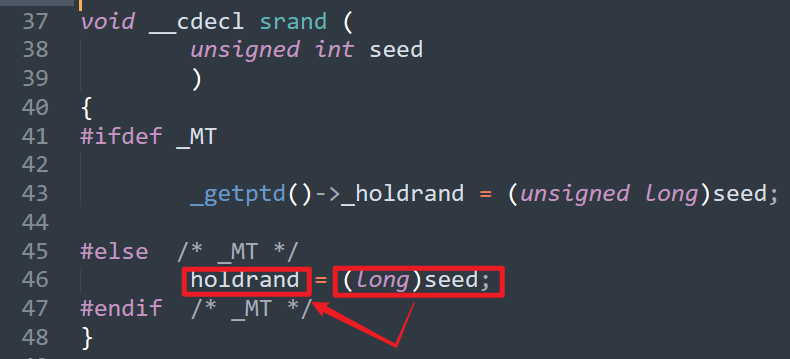 37 void __cdecl srand (
38         unsigned int seed
39         )
40 {
41 #ifdef _MT
42
43         _getptd()->_holdrand = (unsigned long)seed;
44
45 #else  /* _MT */
46         holdrand = (long)seed;
47 #endif  /* _MT */
48 }